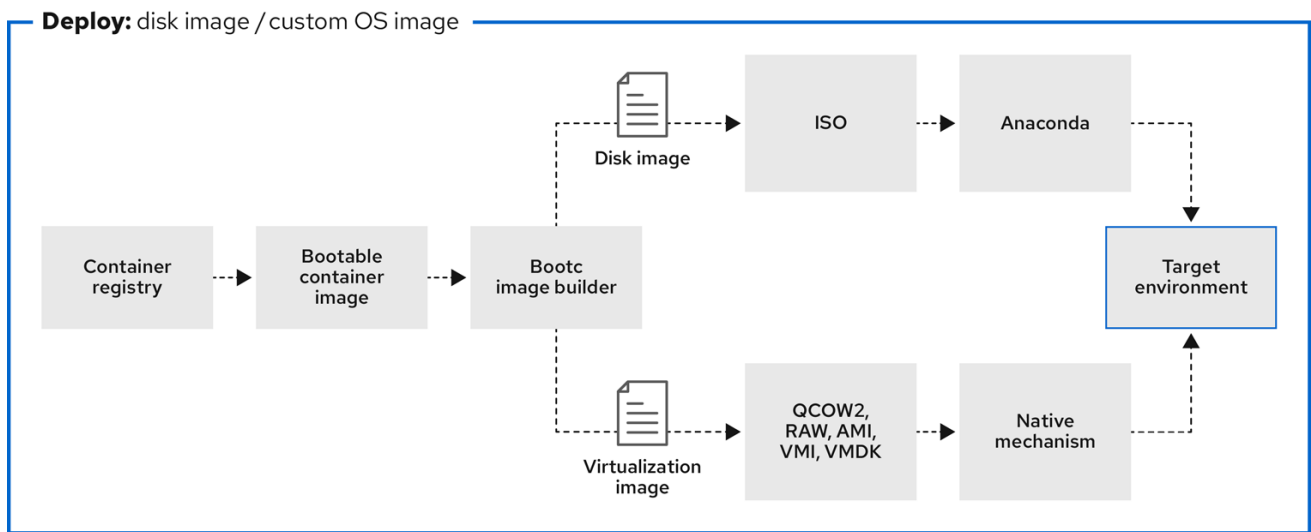 Deploy: disk image / custom OS image
Disk image
ISO
Anaconda
Container
registry
Bootable
container
image
Bootc
image builder
Target
environment
Virtualization
image
QCOW2,
RAW, AMI,
VMI, VMDK
Native
mechanism